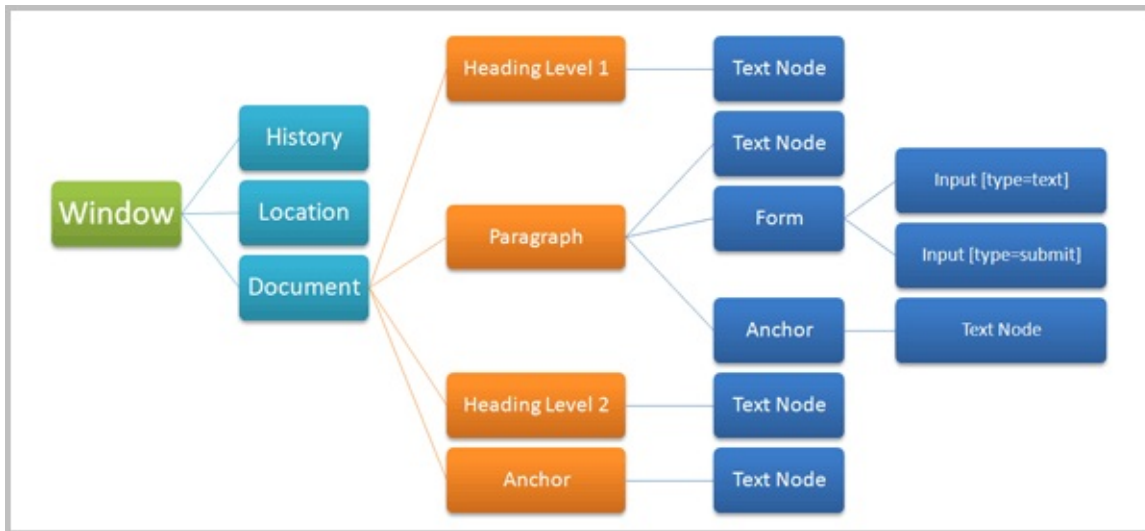 Window
History
Location
Document
Heading Level 1
Paragraph
Heading Level 2
Anchor
Text Node
Text Node
Form
Anchor
Text Node
Text Node
Input [type=text]
Input [type=submit]
Text Node